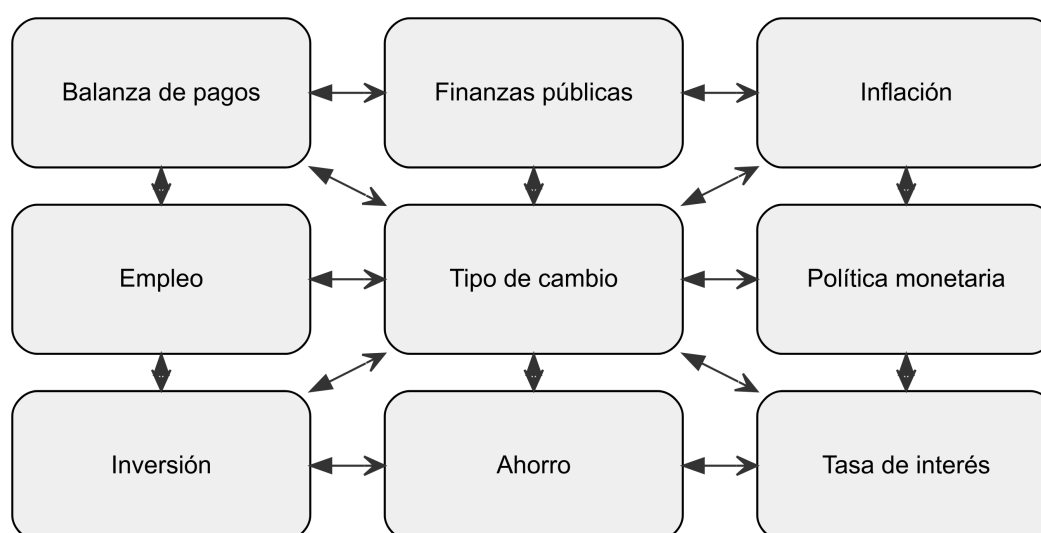 Balanza de pagos
Finanzas públicas
Inflación
Empleo
Tipo de cambio
Política monetaria
Inversión
Ahorro
Tasa de interés